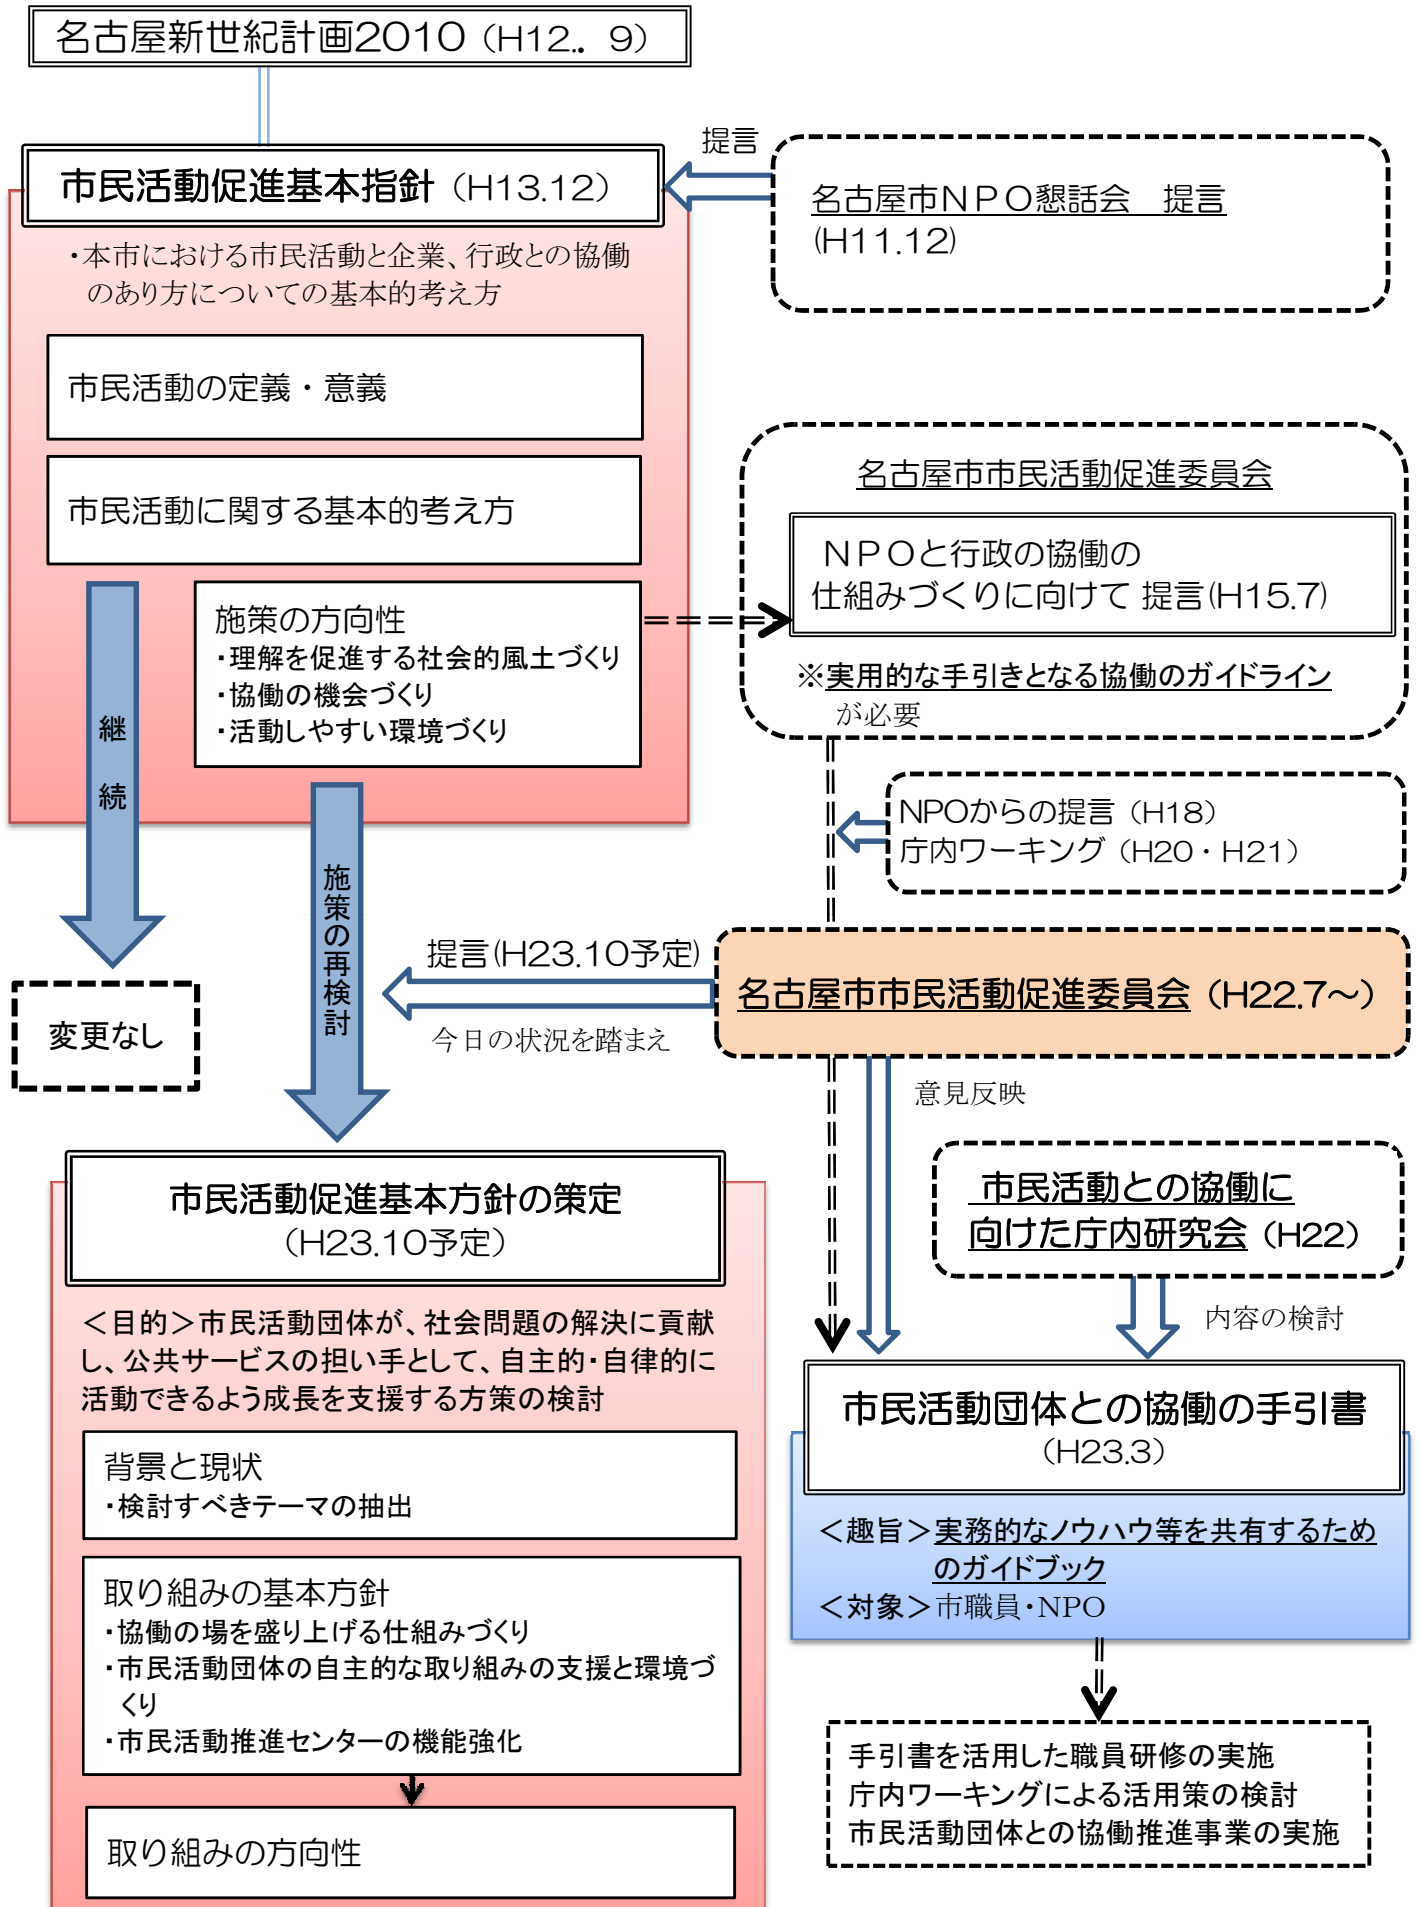 名古屋新世紀計画2010（H12.. 9）
提言
市民活動促進基本指針（H13.12）
名古屋市NPO懇話会　提言
(H11.12)
・本市における市民活動と企業、行政との協働
のあり方についての基本的考え方
市民活動の定義・意義
市民活動に関する基本的考え方
名古屋市市民活動促進委員会
ＮＰＯと行政の協働の
仕組みづくりに向けて 提言(H15.7)
※実用的な手引きとなる協働のガイドライン
が必要
施策の方向性
・理解を促進する社会的風土づくり
・協働の機会づくり
・活動しやすい環境づくり
継続
NPOからの提言（H18）
庁内ワーキング（H20・H21）
施策の再検討
提言(H23.10予定)
今日の状況を踏まえ
名古屋市市民活動促進委員会（H22.7～）
変更なし
意見反映
市民活動との協働に
向けた庁内研究会（H22）
内容の検討
市民活動促進基本方針の策定
（H23.10予定）
＜目的＞市民活動団体が、社会問題の解決に貢献
し、公共サービスの担い手として、自主的・自律的に
活動できるよう成長を支援する方策の検討
背景と現状
・検討すべきテーマの抽出
取り組みの基本方針
・協働の場を盛り上げる仕組みづくり
・市民活動団体の自主的な取り組みの支援と環境づ
くり
・市民活動推進センターの機能強化
取り組みの方向性
市民活動団体との協働の手引書
（H23.3）
＜趣旨＞実務的なノウハウ等を共有するため
のガイドブック
＜対象＞市職員・NPO
手引書を活用した職員研修の実施
庁内ワーキングによる活用策の検討
市民活動団体との協働推進事業の実施